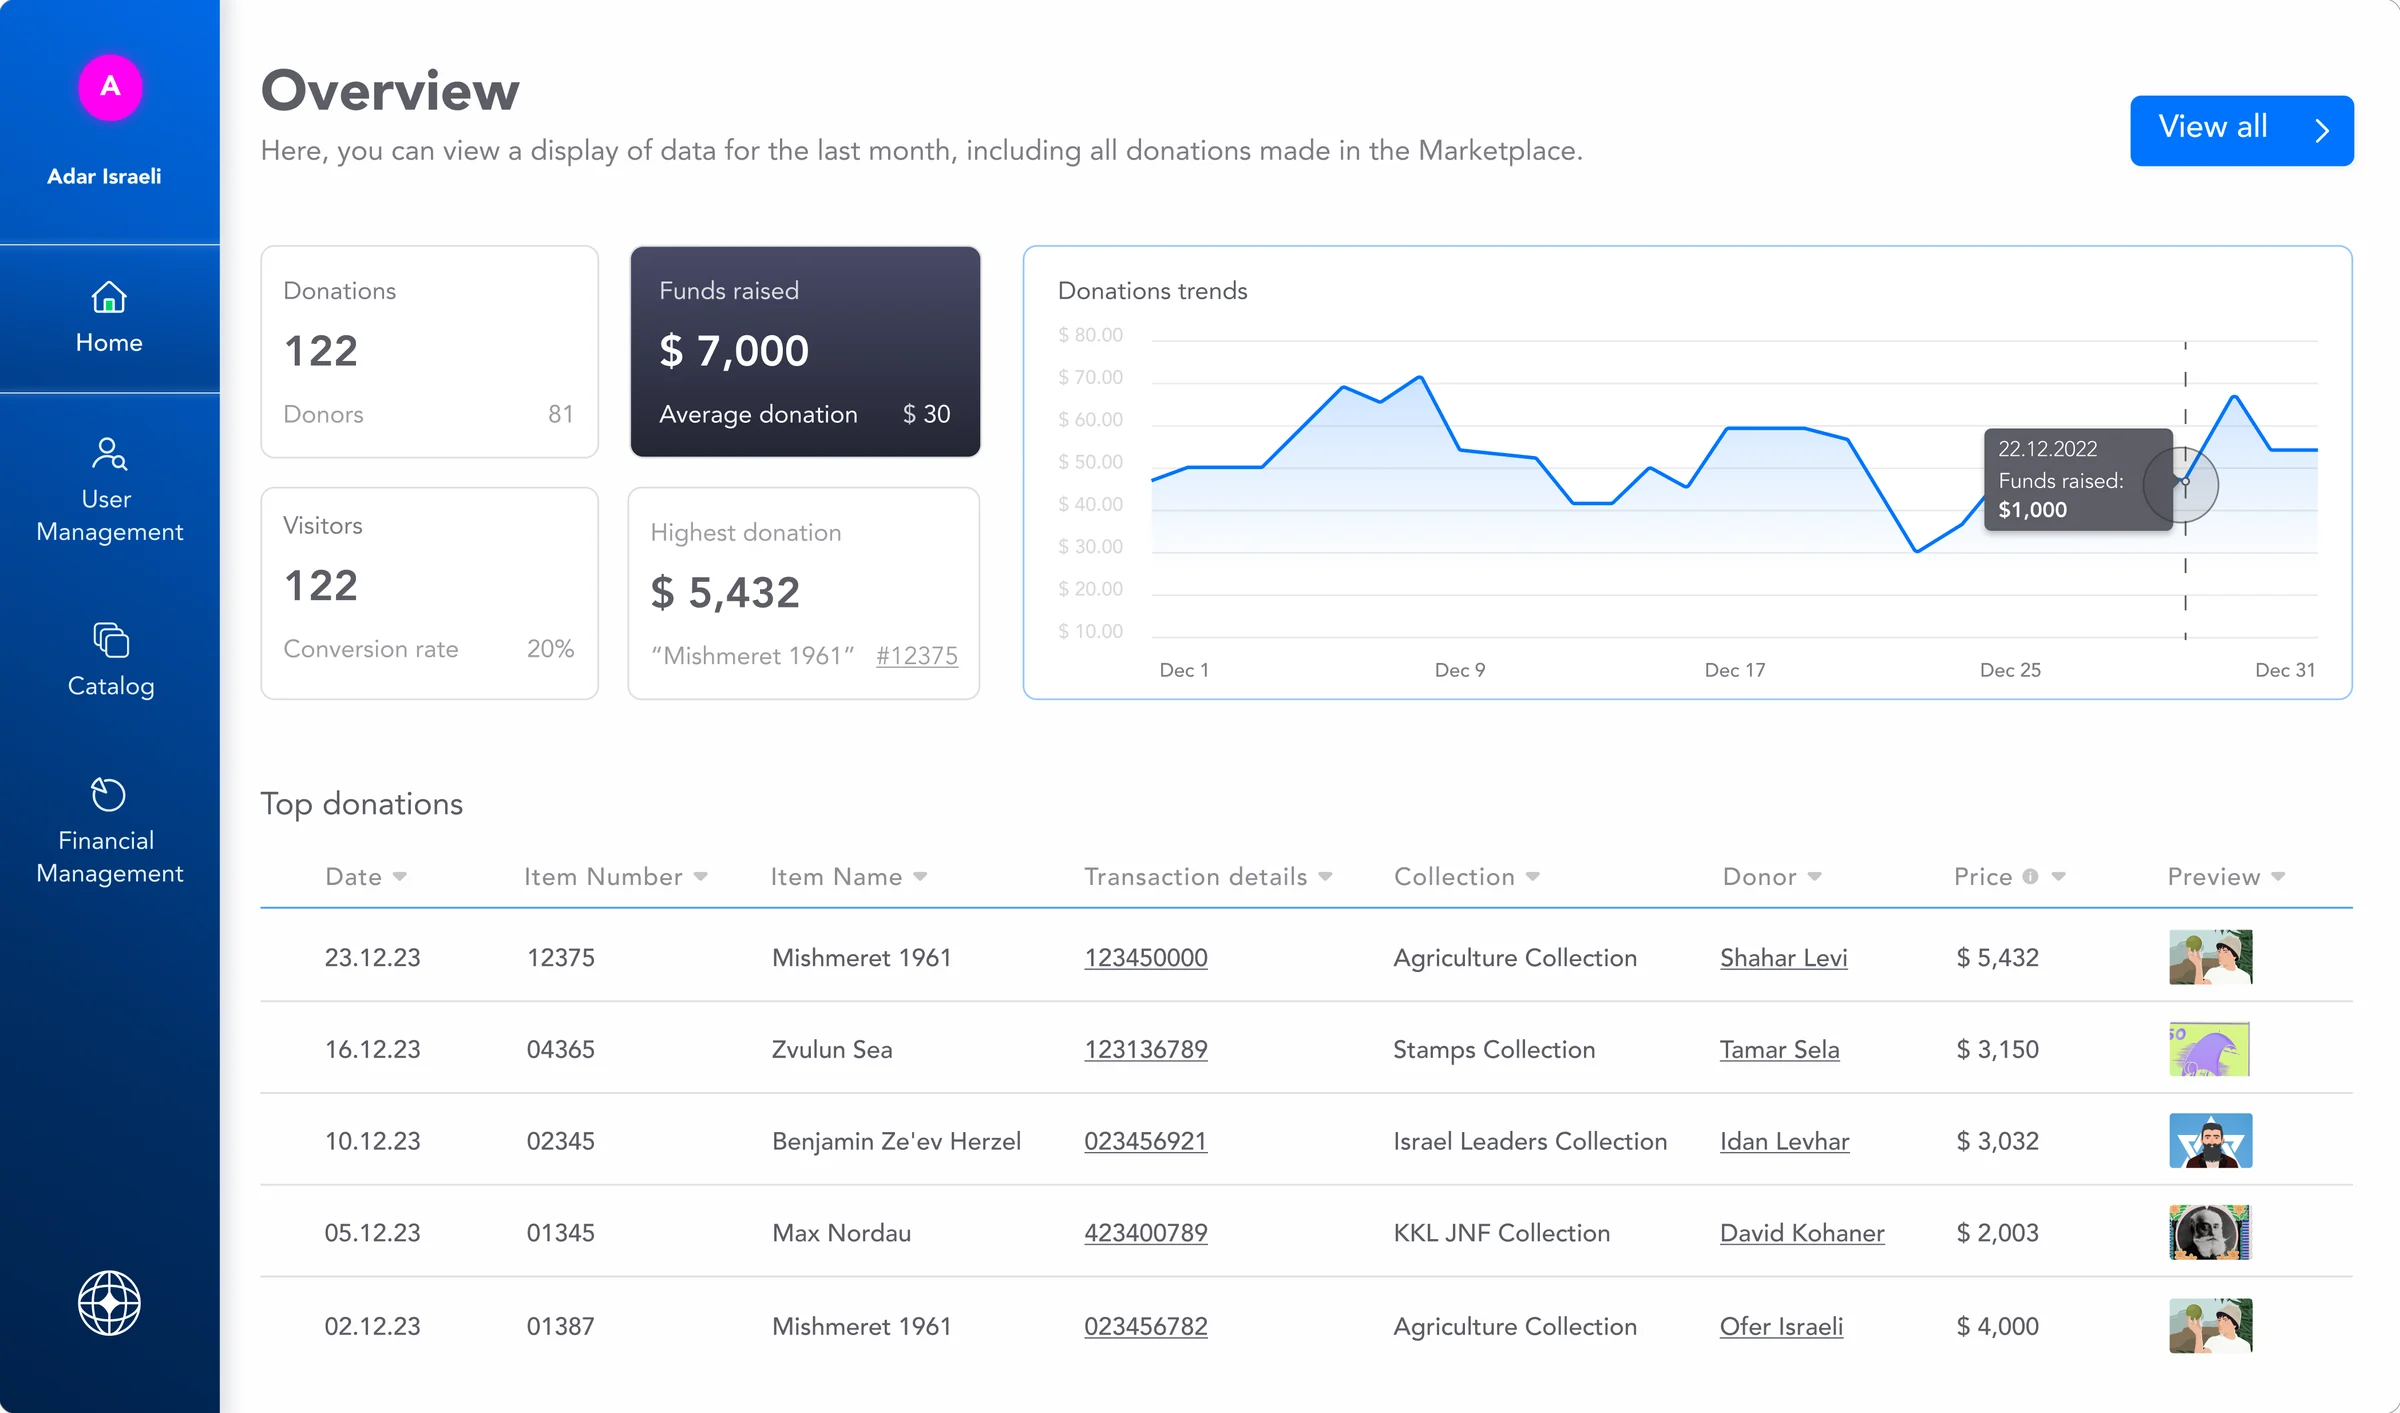 A
Adar Israeli
Home
User
Management
Catalog
Financial
Management
Overview
Here, you can view a display of data for the last month, including all donations made in the Marketplace.
View all
Donations
122
Donors 81
Funds raised
$ 7,000
Average donation $ 30
Visitors
122
Conversion rate 20%
Highest donation
$ 5,432
“Mishmeret 1961” #12375
Donations trends
$ 80.00
$ 70.00
$ 60.00
$ 50.00
$ 40.00
$ 30.00
$ 20.00
$ 10.00
22.12.2022
Funds raised:
$1,000
Dec 1 Dec 9 Dec 17 Dec 25 Dec 31
Top donations
Date Item Number Item Name Transaction details Collection Donor Price Preview
23.12.23 12375 Mishmeret 1961 123450000 Agriculture Collection Shahar Levi $ 5,432
16.12.23 04365 Zvulun Sea 123136789 Stamps Collection Tamar Sela $ 3,150
50
10.12.23 02345 Benjamin Ze'ev Herzel 023456921 Israel Leaders Collection Idan Levhar $ 3,032
05.12.23 01345 Max Nordau 423400789 KKL JNF Collection David Kohaner $ 2,003
02.12.23 01387 Mishmeret 1961 023456782 Agriculture Collection Ofer Israeli $ 4,000